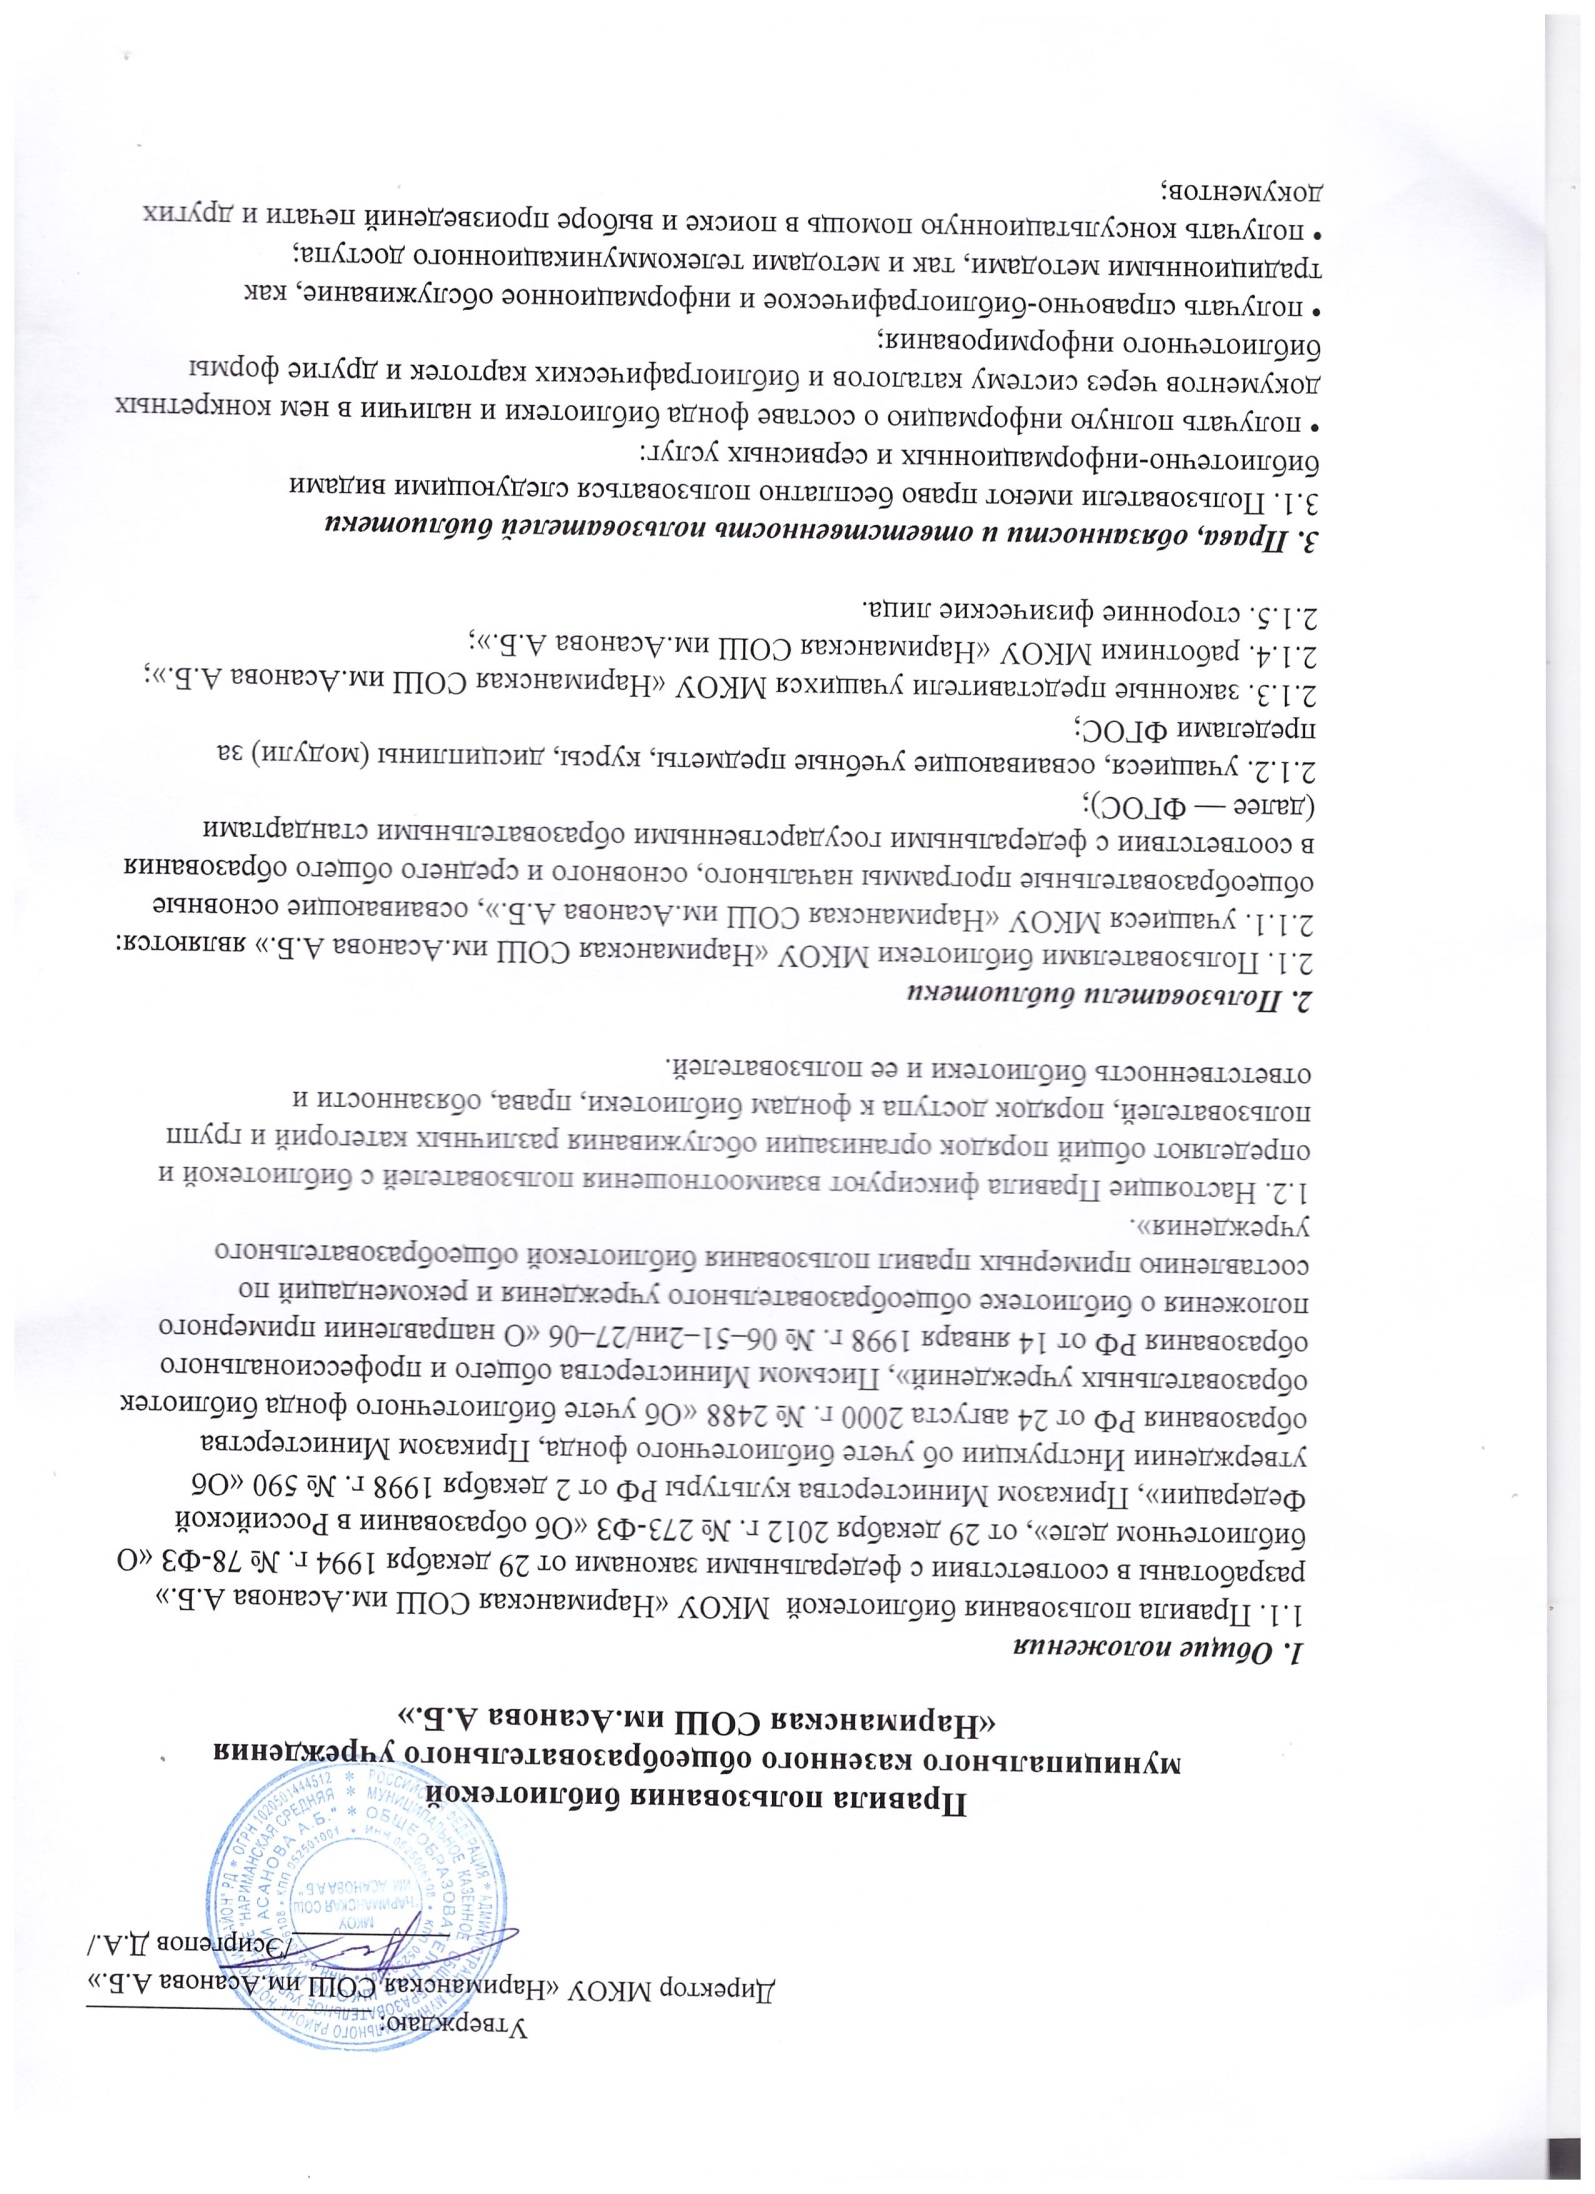 Утверждаю:
Директор МКОУ «Нариманская СОШ им.Асанова А.Б.»
/Эсиргепов Д.А./
Правила пользования библиотекой
муниципального казенного общеобразовательного учреждения
«Нариманская СОШ им.Асанова А.Б.»
1. Общие положения
1.1. Правила пользования библиотекой МКОУ «Нариманская СОШ им.Асанова А.Б.»
разработаны в соответствии с федеральными законами от 29 декабря 1994 г. № 78-ФЗ «О
библиотечном деле», от 29 декабря 2012 г. № 273-ФЗ «Об образовании в Российской
Федерации», Приказом Министерства культуры РФ от 2 декабря 1998 г. № 590 «Об
утверждении Инструкции об учете библиотечного фонда, Приказом Министерства
образования РФ от 24 августа 2000 г. № 2488 «Об учете библиотечного фонда библиотек
образовательных учреждений», Письмом Министерства общего и профессионального
образования РФ от 14 января 1998 г. № 06–51–2ин/27–06 «О направлении примерного
положения о библиотеке общеобразовательного учреждения и рекомендаций по
составлению примерных правил пользования библиотекой общеобразовательного
учреждения».
1.2. Настоящие Правила фиксируют взаимоотношения пользователей с библиотекой и
определяют общий порядок организации обслуживания различных категорий и групп
пользователей, порядок доступа к фондам библиотеки, права, обязанности и
ответственность библиотеки и ее пользователей.
2. Пользователи библиотеки
2.1. Пользователями библиотеки МКОУ «Нариманская СОШ им.Асанова А.Б.» являются:
2.1.1. учащиеся МКОУ «Нариманская СОШ им.Асанова А.Б.», осваивающие основные
общеобразовательные программы начального, основного и среднего общего образования
в соответствии с федеральными государственными образовательными стандартами
(далее — ФГОС);
2.1.2. учащиеся, осваивающие учебные предметы, курсы, дисциплины (модули) за
пределами ФГОС;
2.1.3. законные представители учащихся МКОУ «Нариманская СОШ им.Асанова А.Б.»;
2.1.4. работники МКОУ «Нариманская СОШ им.Асанова А.Б.»;
2.1.5. сторонние физические лица.
3. Права, обязанности и ответственность пользователей библиотеки
3.1. Пользователи имеют право бесплатно пользоваться следующими видами
библиотечно-информационных и сервисных услуг:
• получать полную информацию о составе фонда библиотеки и наличии в нем конкретных
документов через систему каталогов и библиографических картотек и другие формы
библиотечного информирования;
• получать справочно-библиографическое и информационное обслуживание, как
традиционными методами, так и методами телекоммуникационного доступа;
• получать консультационную помощь в поиске и выборе произведений печати и других
документов;
МКОУ
"НАРИМАНСКАЯ СОШ
ИМ. АСАНОВА А.Б"